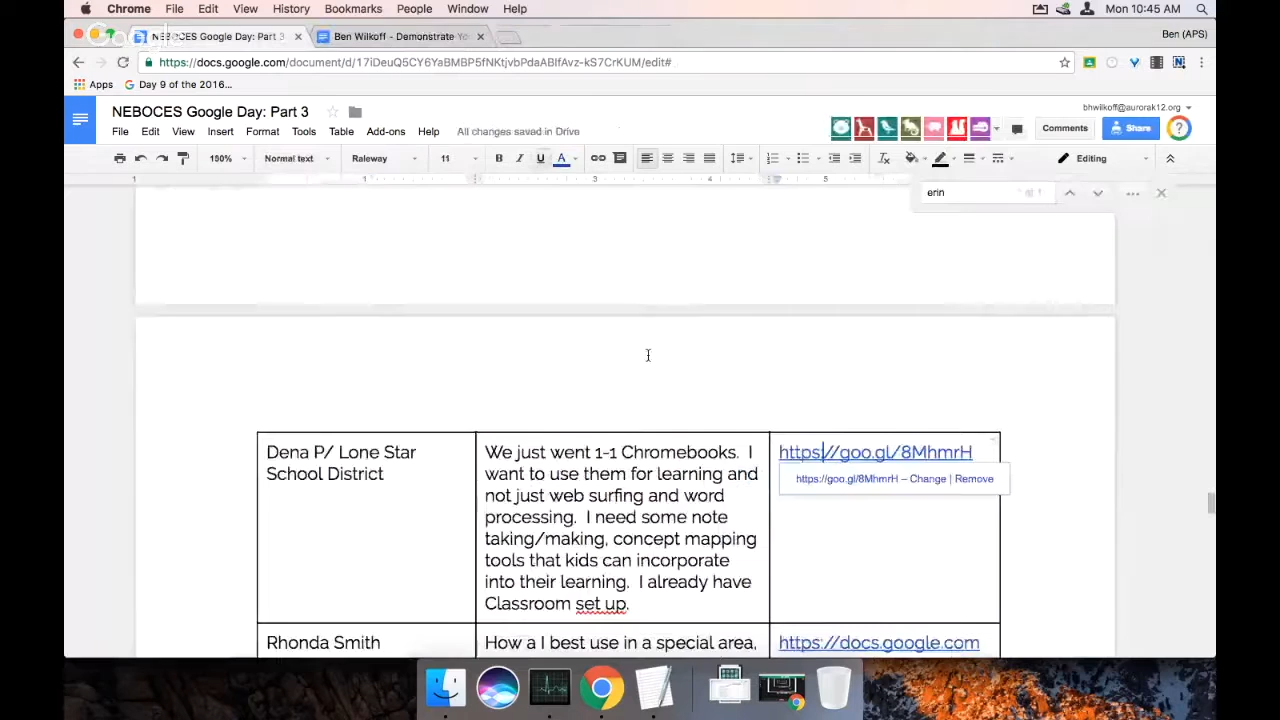 Chrome File Edit View History Bookmarks People Window Help Mon 10:45 AM
NEBOCES Google Day: Part 3 Ben Wilkoff - Demonstrate Yo Ben (APS)
https://docs.google.com/document/d/17iDeuQ5CY6YaBMBP5fNKtjvbPdaABIfAvz-kS7CrKUM/edit#
Apps Day 9 of the 2016...
NEBOCES Google Day: Part 3 bhwilkoff@aurorak12.org
File Edit View Insert Format Tools Table Add-ons Help All changes saved in Drive Comments Share
150% Normal text Raleway 11 B I U A Editing
1 1 3 4 5
erin
Dena P/ Lone Star
School District
We just went 1-1 Chromebooks. I
want to use them for learning and
not just web surfing and word
processing. I need some note
taking/making, concept mapping
tools that kids can incorporate
into their learning. I already have
Classroom set up.
https://goo.gl/8MhmrH
https://goo.gl/8MhmrH – Change | Remove
Rhonda Smith
How a I best use in a special area,
https://docs.google.com